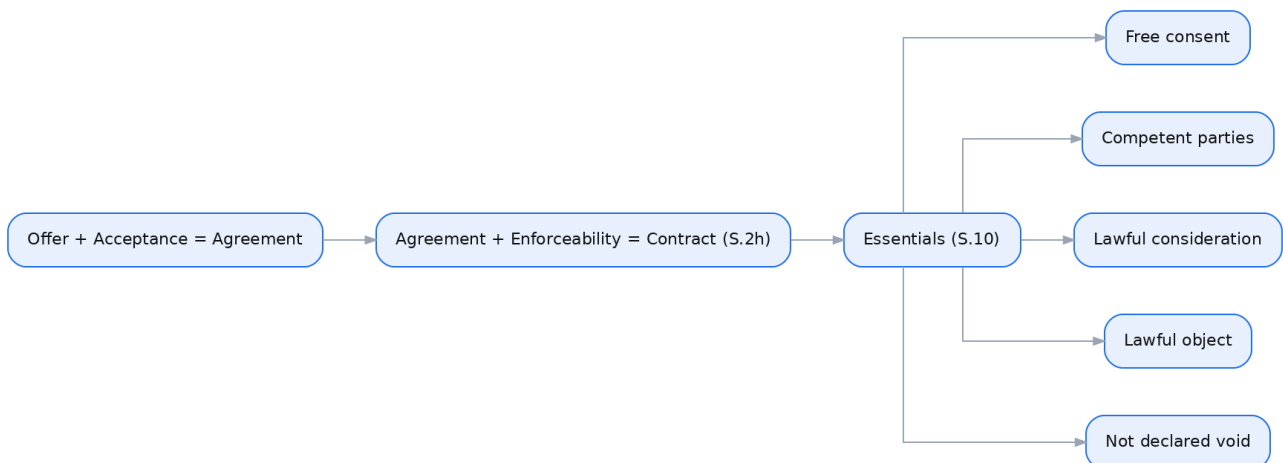 Offer + Acceptance = Agreement
Agreement + Enforceability = Contract (S.2h)
Essentials (S.10)
Free consent
Competent parties
Lawful consideration
Lawful object
Not declared void